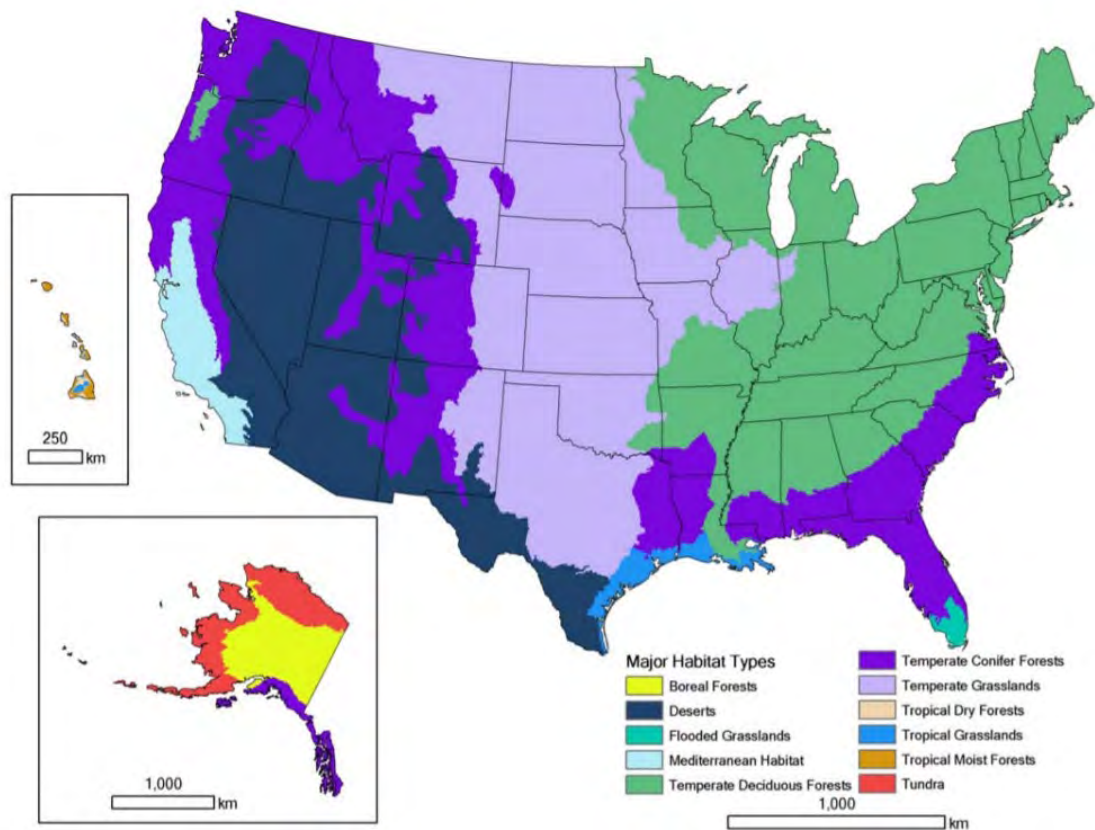 250
km
1,000
km
Major Habitat Types
Boreal Forests
Deserts
Flooded Grasslands
Mediterranean Habitat
Temperate Deciduous Forests
Temperate Conifer Forests
Temperate Grasslands
Tropical Dry Forests
Tropical Grasslands
Tropical Moist Forests
Tundra
1,000
km